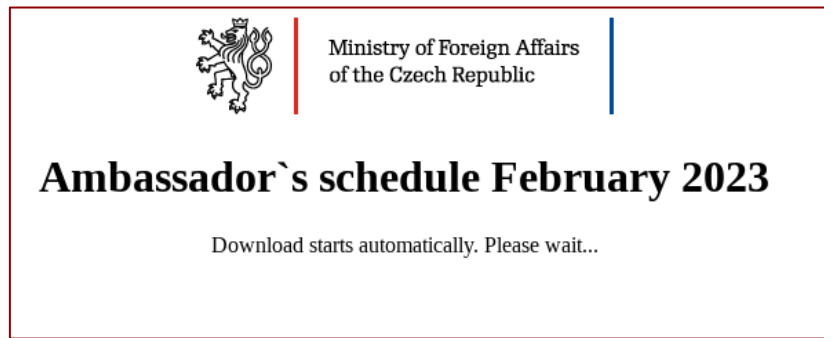 Ministry of Foreign Affairs
of the Czech Republic
Ambassador`s schedule February 2023
Download starts automatically. Please wait...